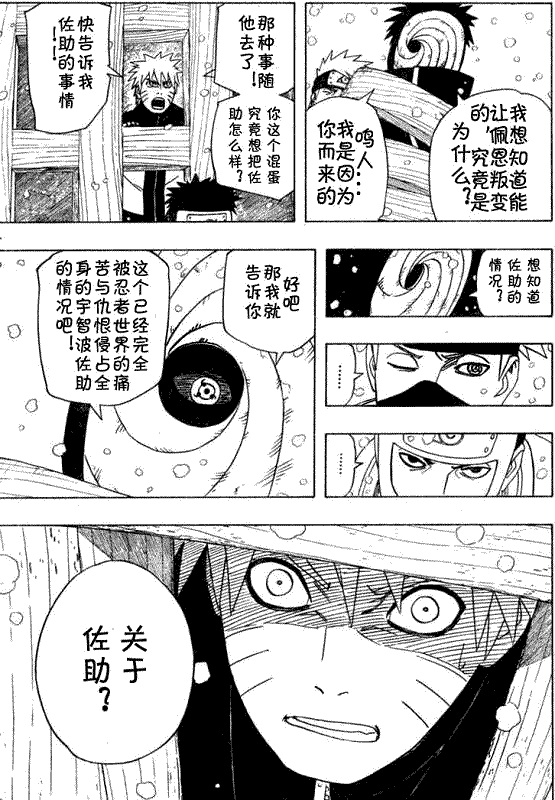 我想知道能
让‘佩恩叛变
的’究竟是
为什么？
鸣人…
我是因为
你而来的
那种事随
他去了！
你这个混蛋
究竟想把佐
助怎么样？
快告诉我
佐助的事情
！！
想知道
佐助的
情况？
……
……
好吧
那我就
告诉你
这个已经完全
被忍者世界的痛
苦与仇恨侵占全
身的宇智波佐助
的情况吧！
关于
佐助？